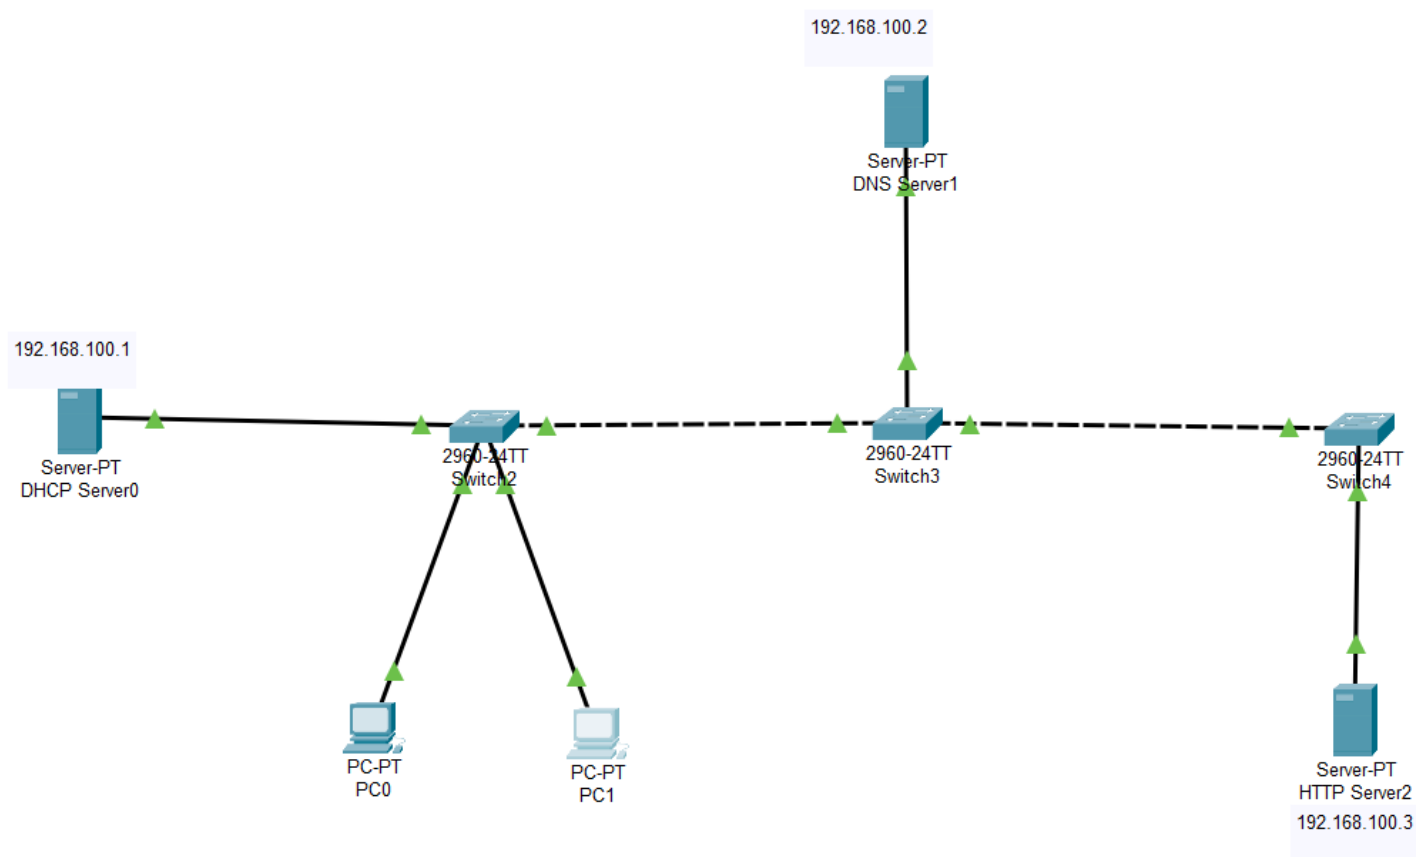 192.168.100.2
Server-PT
DNS Server1
192.168.100.1
Server-PT
DHCP Server0
2960-24TT
Switch2
2960-24TT
Switch3
2960-24TT
Switch4
PC-PT
PC0
PC-PT
PC1
Server-PT
HTTP Server2
192.168.100.3